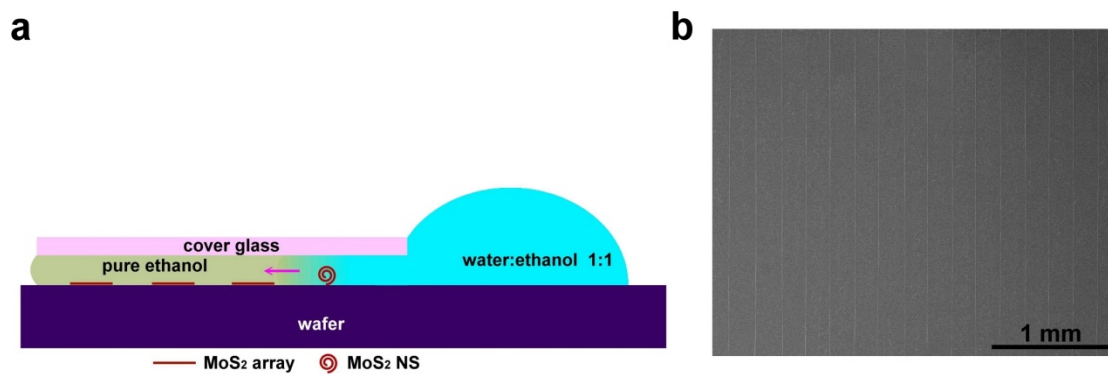 a
b
cover glass
pure ethanol
water:ethanol 1:1
wafer
MoS₂ array
MoS₂ NS
1 mm